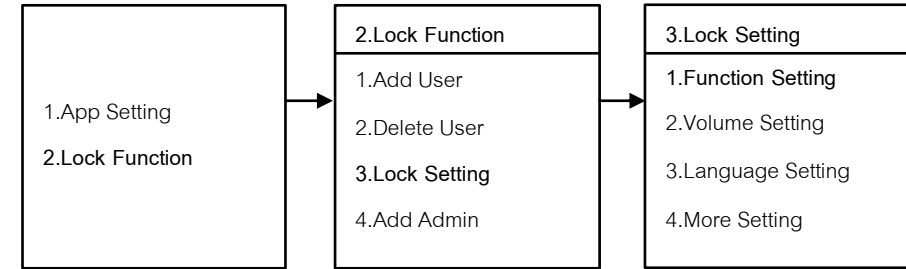 1.App Setting
2.Lock Function
2.Lock Function
1.Add User
2.Delete User
3.Lock Setting
4.Add Admin
3.Lock Setting
1.Function Setting
2.Volume Setting
3.Language Setting
4.More Setting